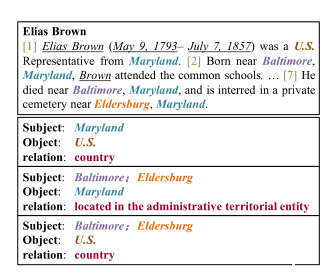 Elias Brown
[1] Elias Brown (May 9, 1793– July 7, 1857) was a U.S.
Representative from Maryland. [2] Born near Baltimore,
Maryland, Brown attended the common schools. … [7] He
died near Baltimore, Maryland, and is interred in a private
cemetery near Eldersburg, Maryland.
Subject: Maryland
Object: U.S.
relation: country
Subject: Baltimore; Eldersburg
Object: Maryland
relation: located in the administrative territorial entity
Subject: Baltimore; Eldersburg
Object: U.S.
relation: country